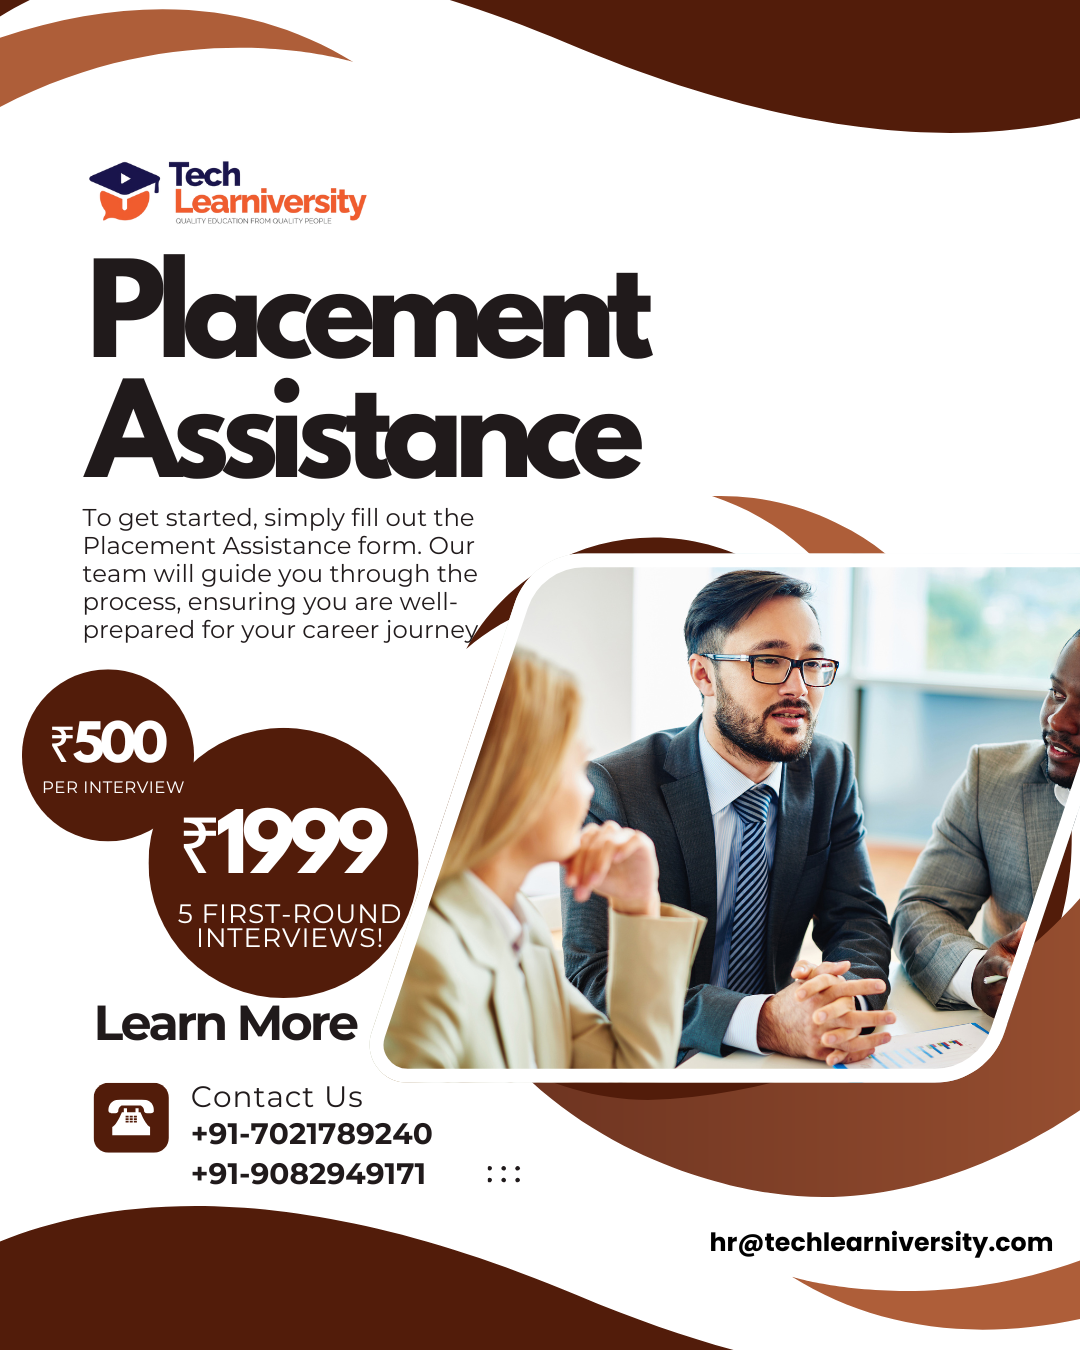 Tech
Learniversity
QUALITY EDUCATION FROM QUALITY PEOPLE
Placement
Assistance
To get started, simply fill out the
Placement Assistance form. Our
team will guide you through the
process, ensuring you are well-
prepared for your career journey
₹500
PER INTERVIEW
₹1999
5 FIRST-ROUND
INTERVIEWS!
Learn More
Contact Us
+91-7021789240
+91-9082949171
hr@techlearniversity.com